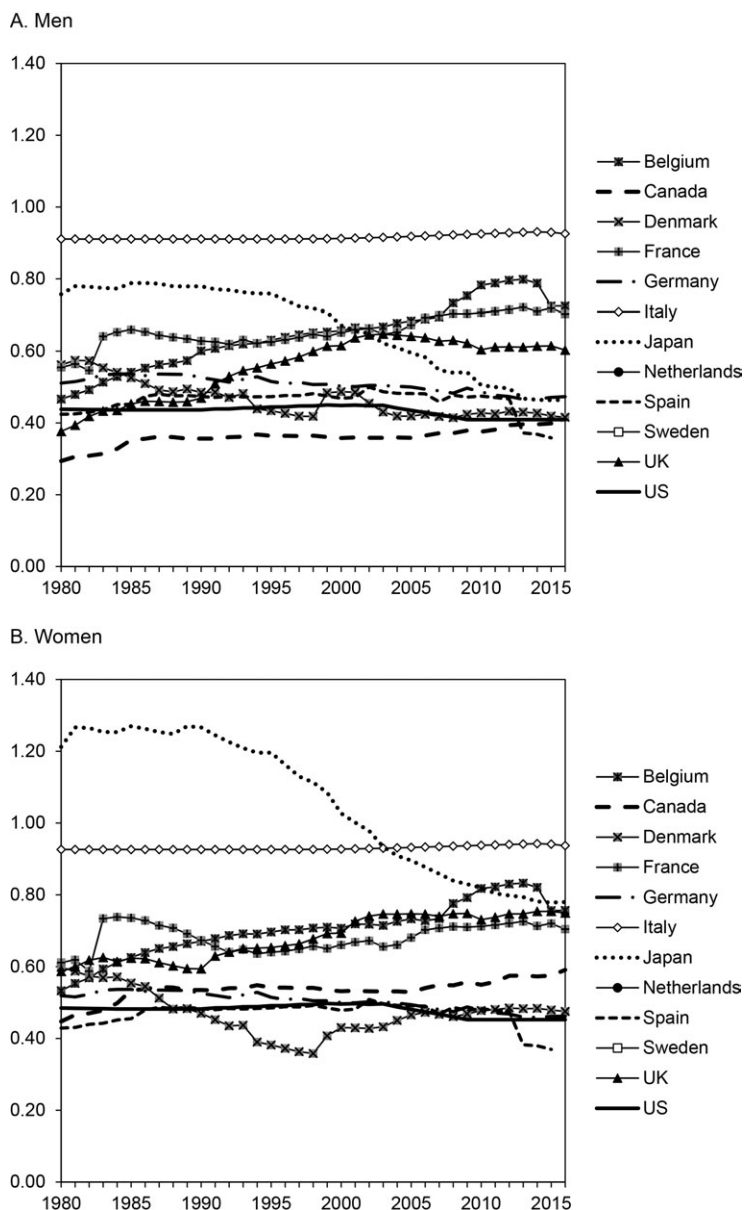 A. Men
1.40
1.20
1.00
0.80
0.60
0.40
0.20
0.00
1980 1985 1990 1995 2000 2005 2010 2015
Belgium
Canada
Denmark
France
Germany
Italy
Japan
Netherlands
Spain
Sweden
UK
US
B. Women
1.40
1.20
1.00
0.80
0.60
0.40
0.20
0.00
1980 1985 1990 1995 2000 2005 2010 2015
Belgium
Canada
Denmark
France
Germany
Italy
Japan
Netherlands
Spain
Sweden
UK
US